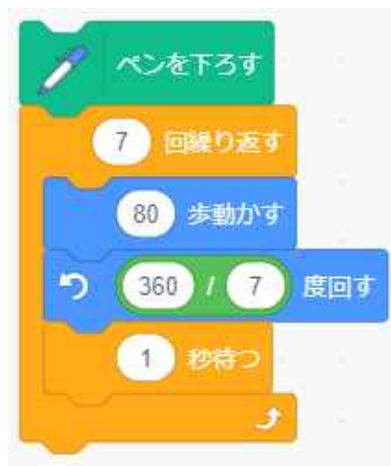 ペンを下ろす
7 回繰り返す
80 歩動かす
360 / 7 度回す
1 秒待つ